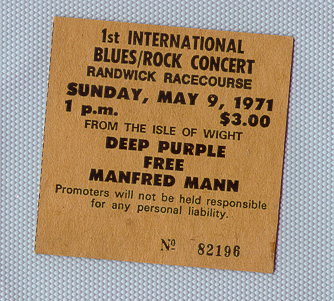 1st INTERNATIONAL
BLUES/ROCK CONCERT
RANDWICK RACECOURSE
SUNDAY, MAY 9, 1971
1 p.m. $3.00
FROM THE ISLE OF WIGHT
DEEP PURPLE
FREE
MANFRED MANN
Promoters will not be held responsible
for any personal liability.
Nº 82196